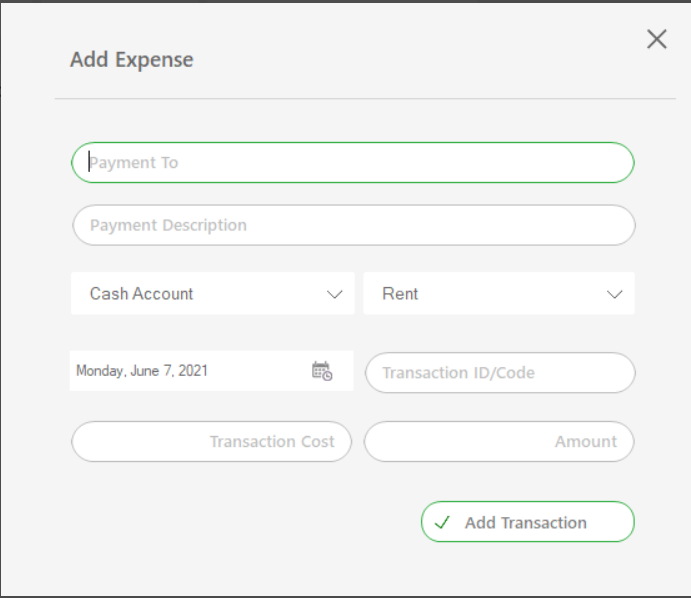 Add Expense
Payment To
Payment Description
Cash Account
Rent
Monday, June 7, 2021
Transaction ID/Code
Transaction Cost
Amount
Add Transaction